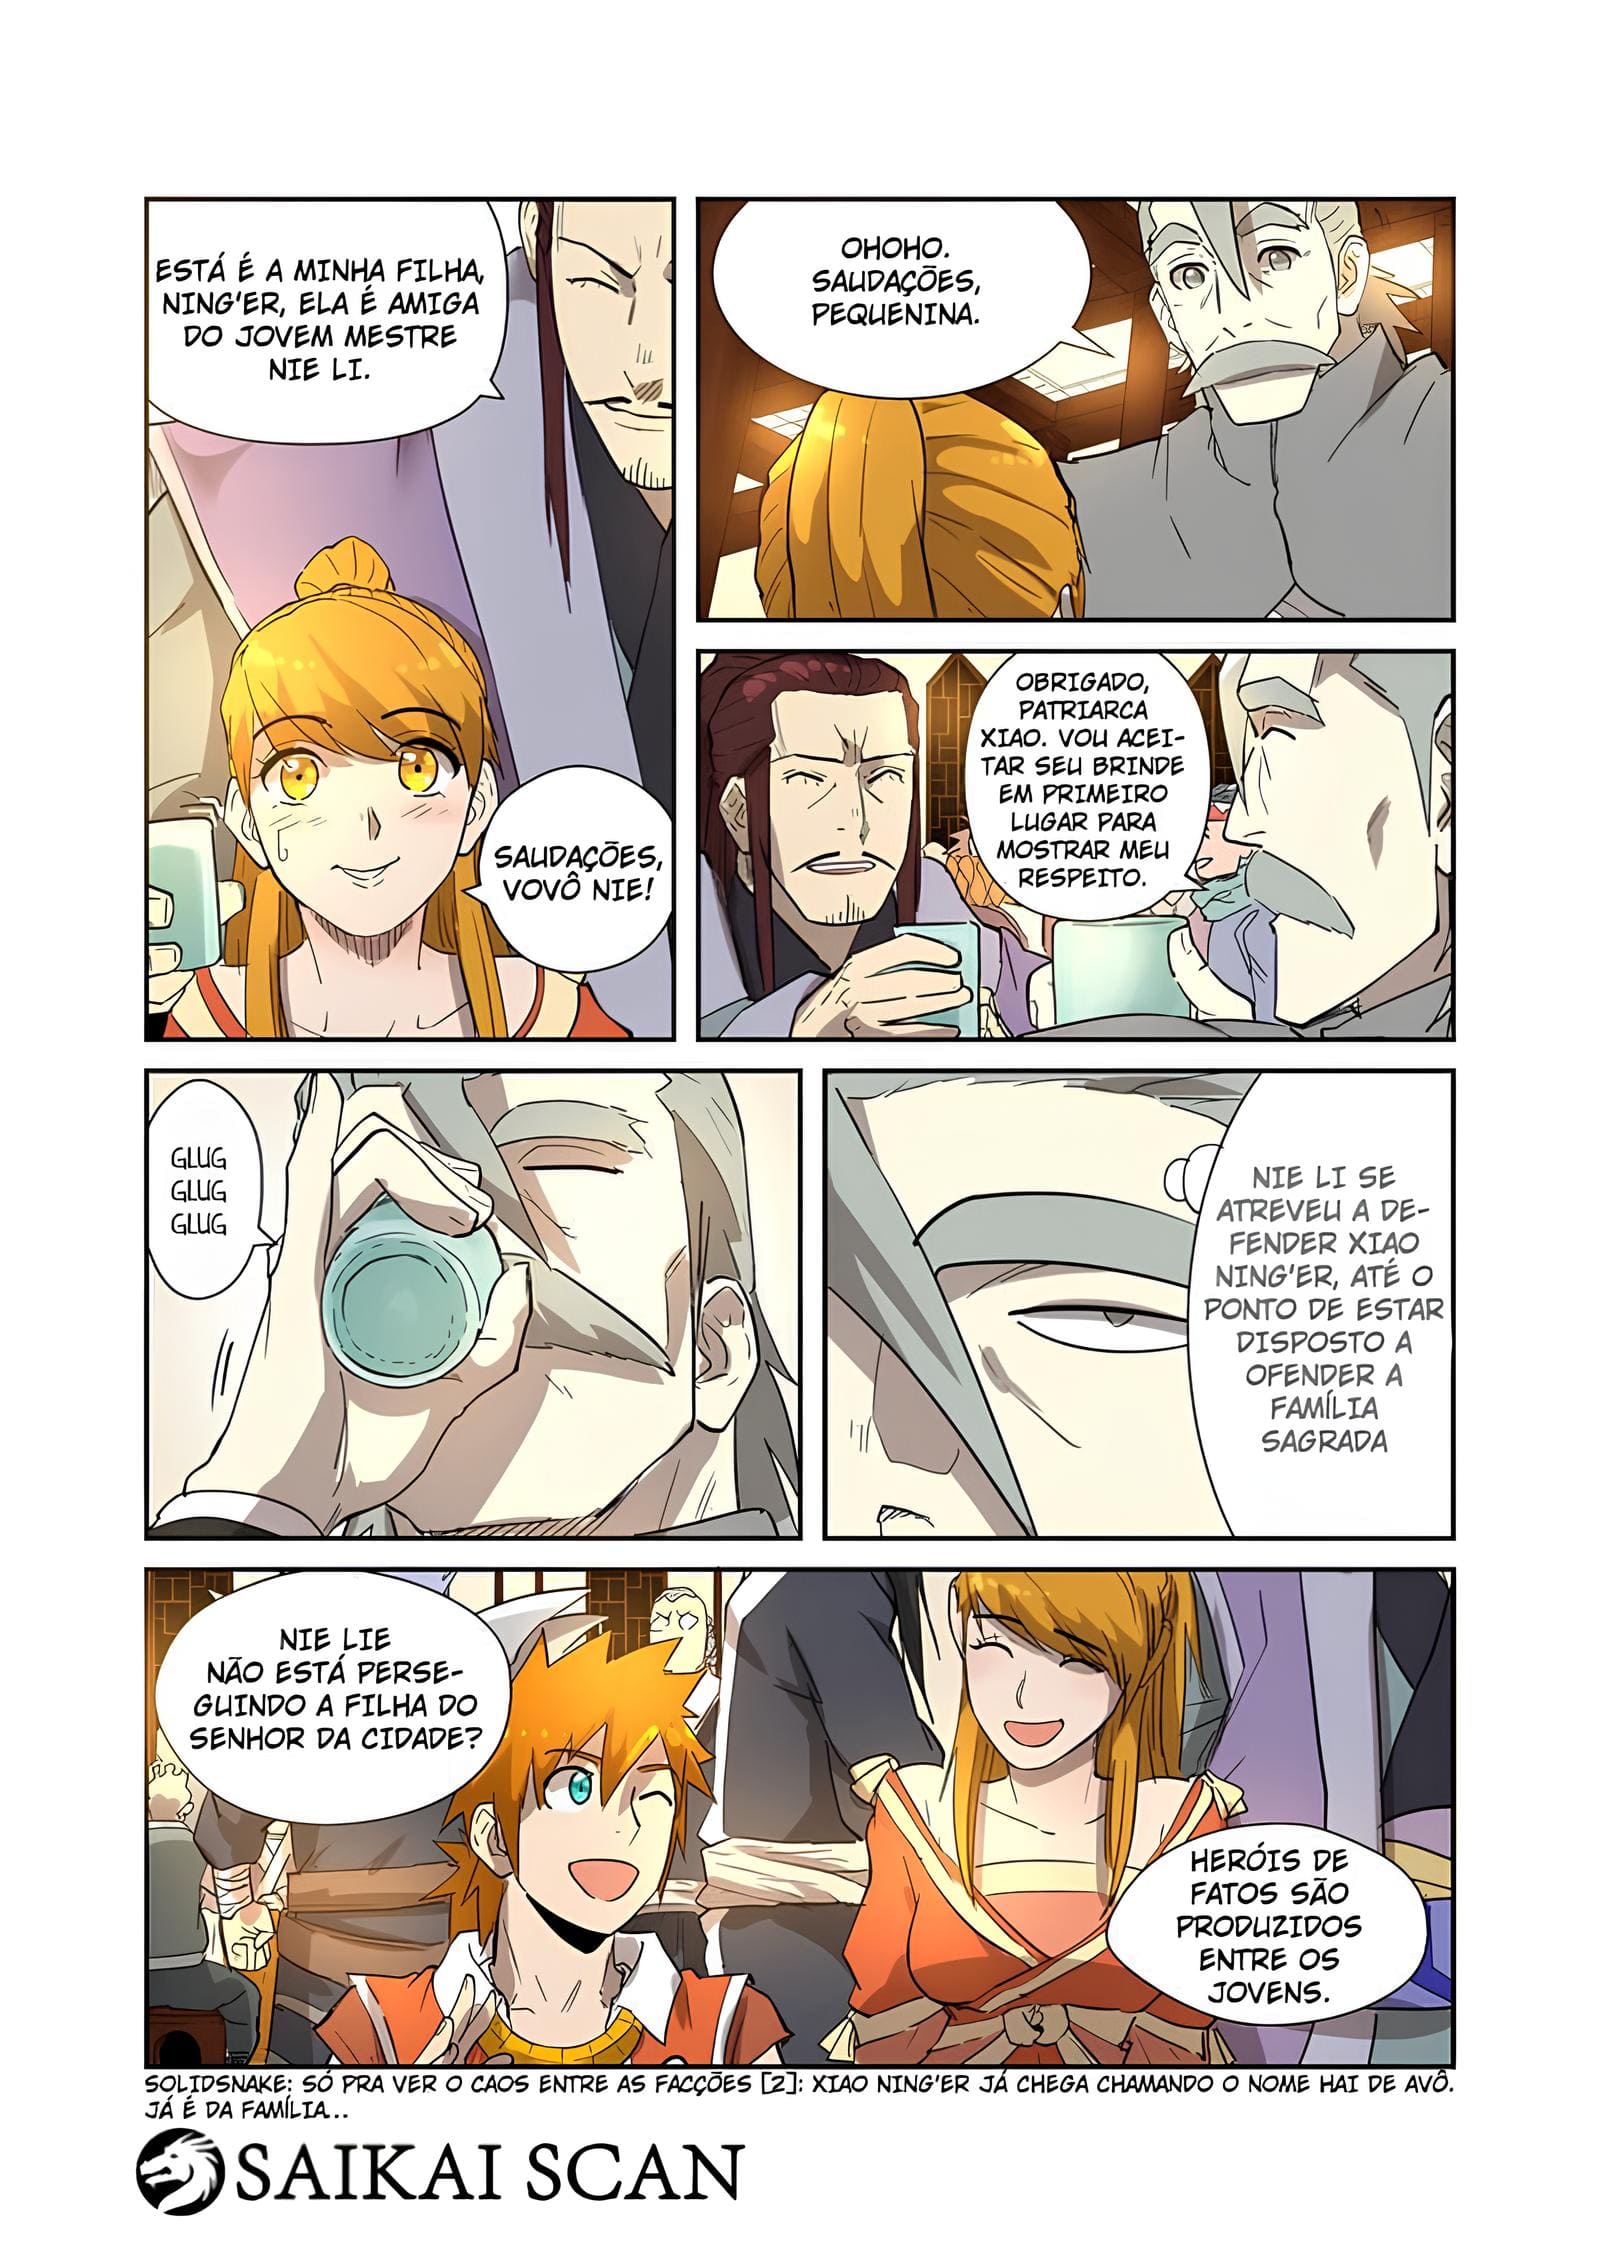 ESTÁ É A MINHA FILHA,
NING'ER, ELA É AMIGA
DO JOVEM MESTRE
NIE LI.
SAUDAÇÕES,
VOVÔ NIE!
OHOHO.
SAUDAÇÕES,
PEQUENINA.
OBRIGADO,
PATRIARCA
XIAO. VOU ACEI-
TAR SEU BRINDE
EM PRIMEIRO
LUGAR PARA
MOSTRAR MEU
RESPEITO.
GLUG
GLUG
GLUG
NIE LI SE
ATREVEU A DE-
FENDER XIAO
NING'ER, ATÉ O
PONTO DE ESTAR
DISPOSTO A
OFENDER A
FAMÍLIA
SAGRADA
NIE LIE
NÃO ESTÁ PERSE-
GUINDO A FILHA DO
SENHOR DA CIDADE?
HERÓIS DE
FATOS SÃO
PRODUZIDOS
ENTRE OS
JOVENS.
SOLIDSNAKE: SÓ PRA VER O CAOS ENTRE AS FACÇÕES [2]: XIAO NING'ER JÁ CHEGA CHAMANDO O NOME HAI DE AVÔ.
JÁ É DA FAMÍLIA...
SAIKAI SCAN